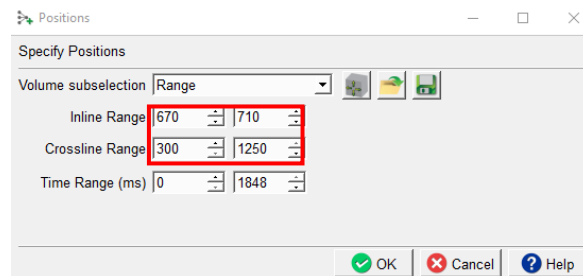 Positions
Specify Positions
Volume subselection Range
Inline Range 670 710
Crossline Range 300 1250
Time Range (ms) 0 1848
OK Cancel Help